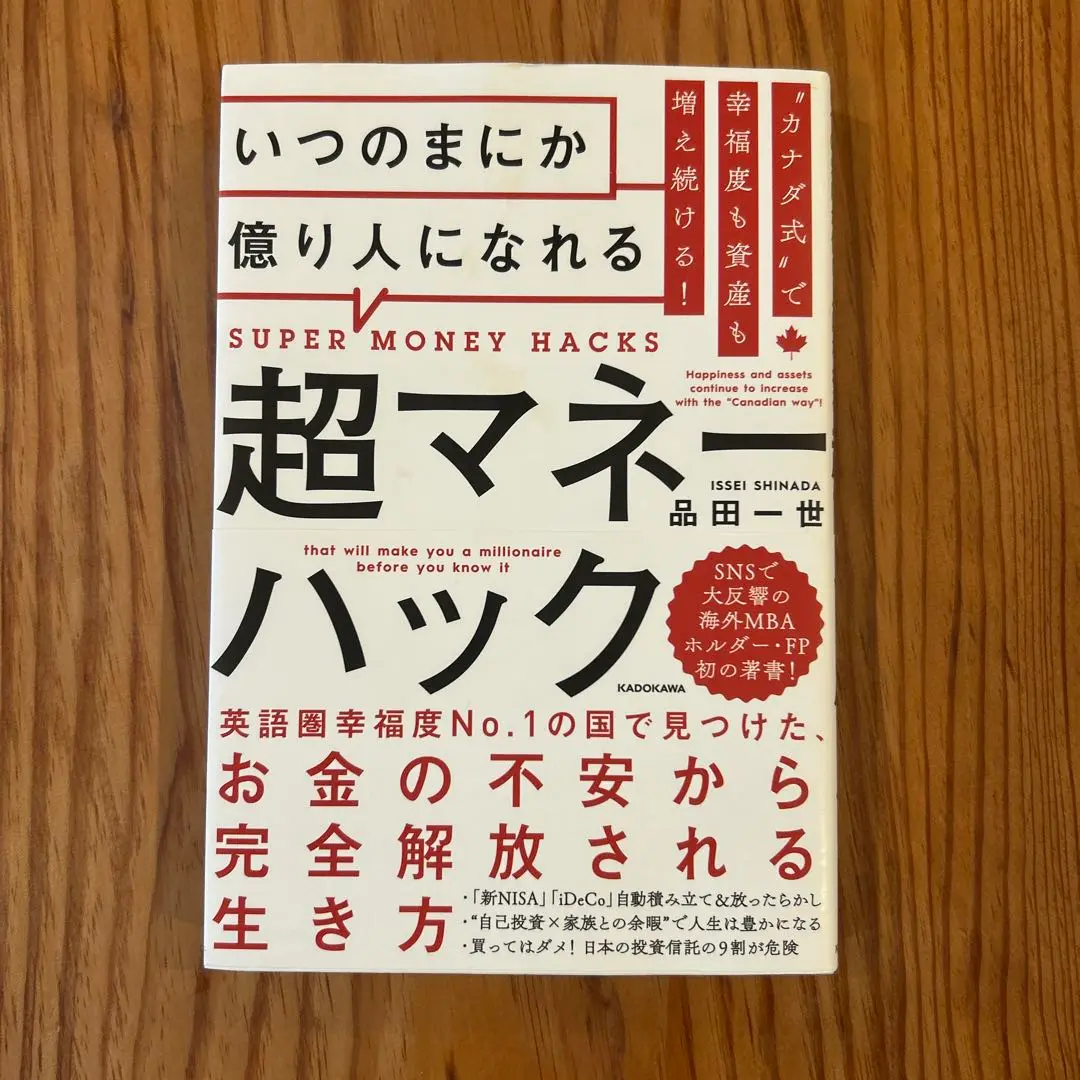 いつのまにか
億り人になれる
"カナダ式"で
幸福度も資産も
増え続ける!
SUPER MONEY HACKS
Happiness and assets
continue to increase
with the "Canadian way"!
超マネー
ISSEI SHINADA
品田一世
that will make you a millionaire
before you know it
ハック
KADOKAWA
SNSで
大反響の
海外MBA
ホルダー・FP
初の著書!
英語圏幸福度No.1の国で見つけた、
お金の不安から
完全解放される
生き方
・「新NISA」「iDeCo」自動積み立て&放ったらかし
・“自己投資×家族との余暇”で人生は豊かになる
・買ってはダメ! 日本の投資信託の9割が危険